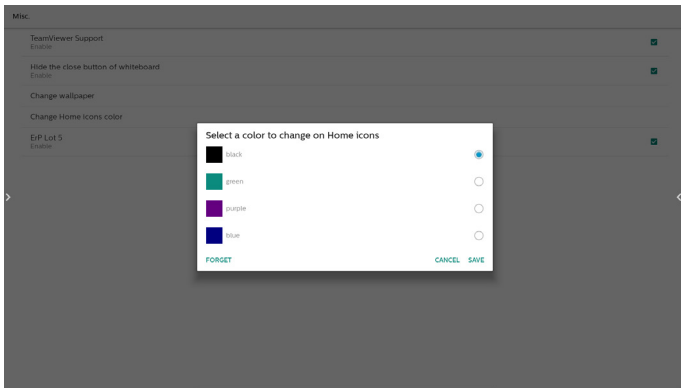 Misc.
TeamViewer Support
Enable
Hide the close button of whiteboard
Enable
Change wallpaper
Change Home icons color
ErP Lot 5
Enable
Select a color to change on Home icons
black
green
purple
blue
FORGET CANCEL SAVE